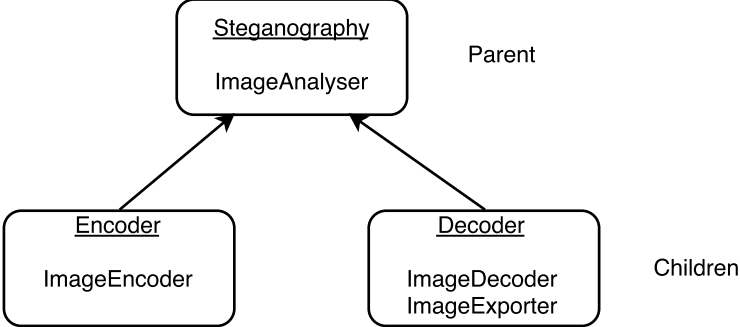 Steganography
ImageAnalyser
Parent
Encoder
ImageEncoder
Decoder
ImageDecoder
ImageExporter
Children